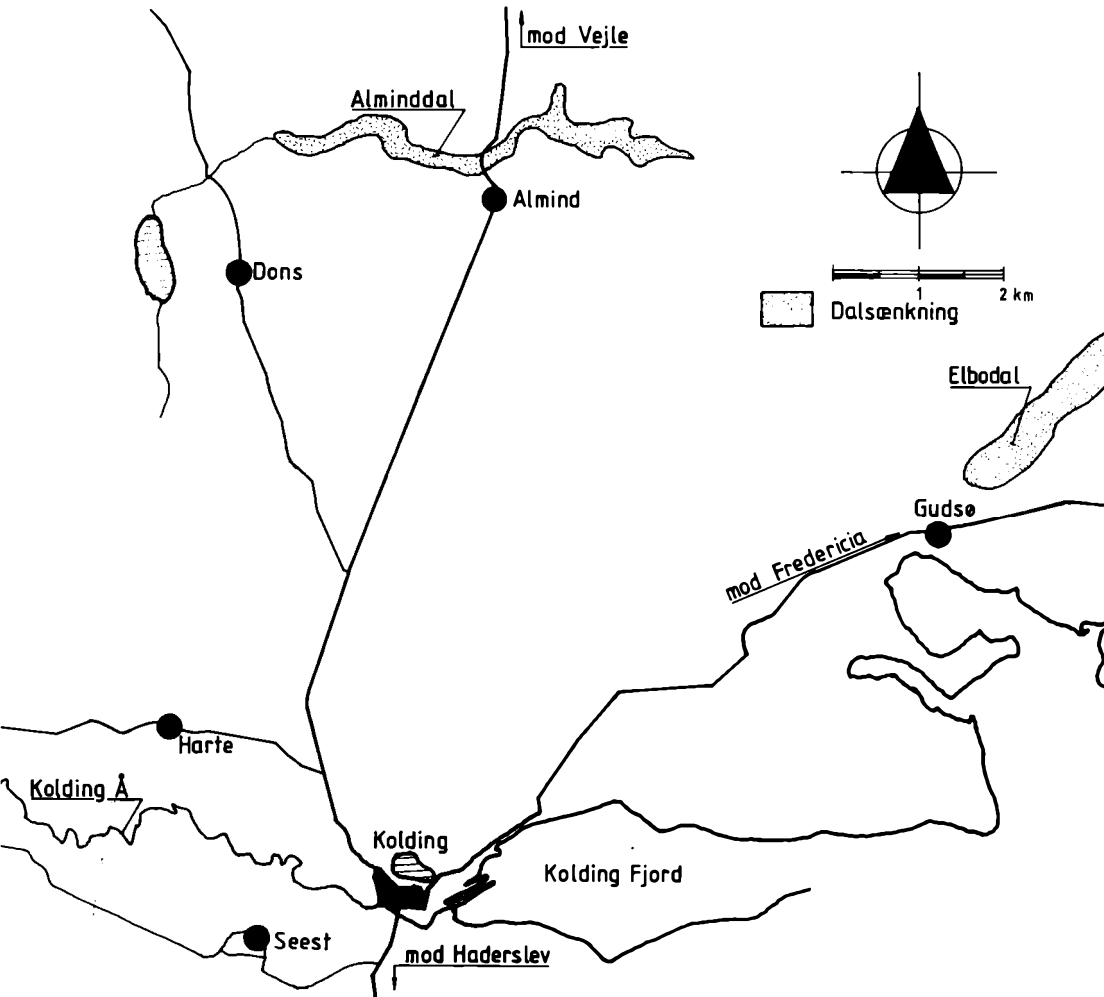 mod Vejle
Alminddal
Almind
Dons
1
2 km
Dalsænkning
Elbodal
Gudsø
mod Fredericia
Harte
Kolding Å
Kolding
Kolding Fjord
Seest
mod Haderslev